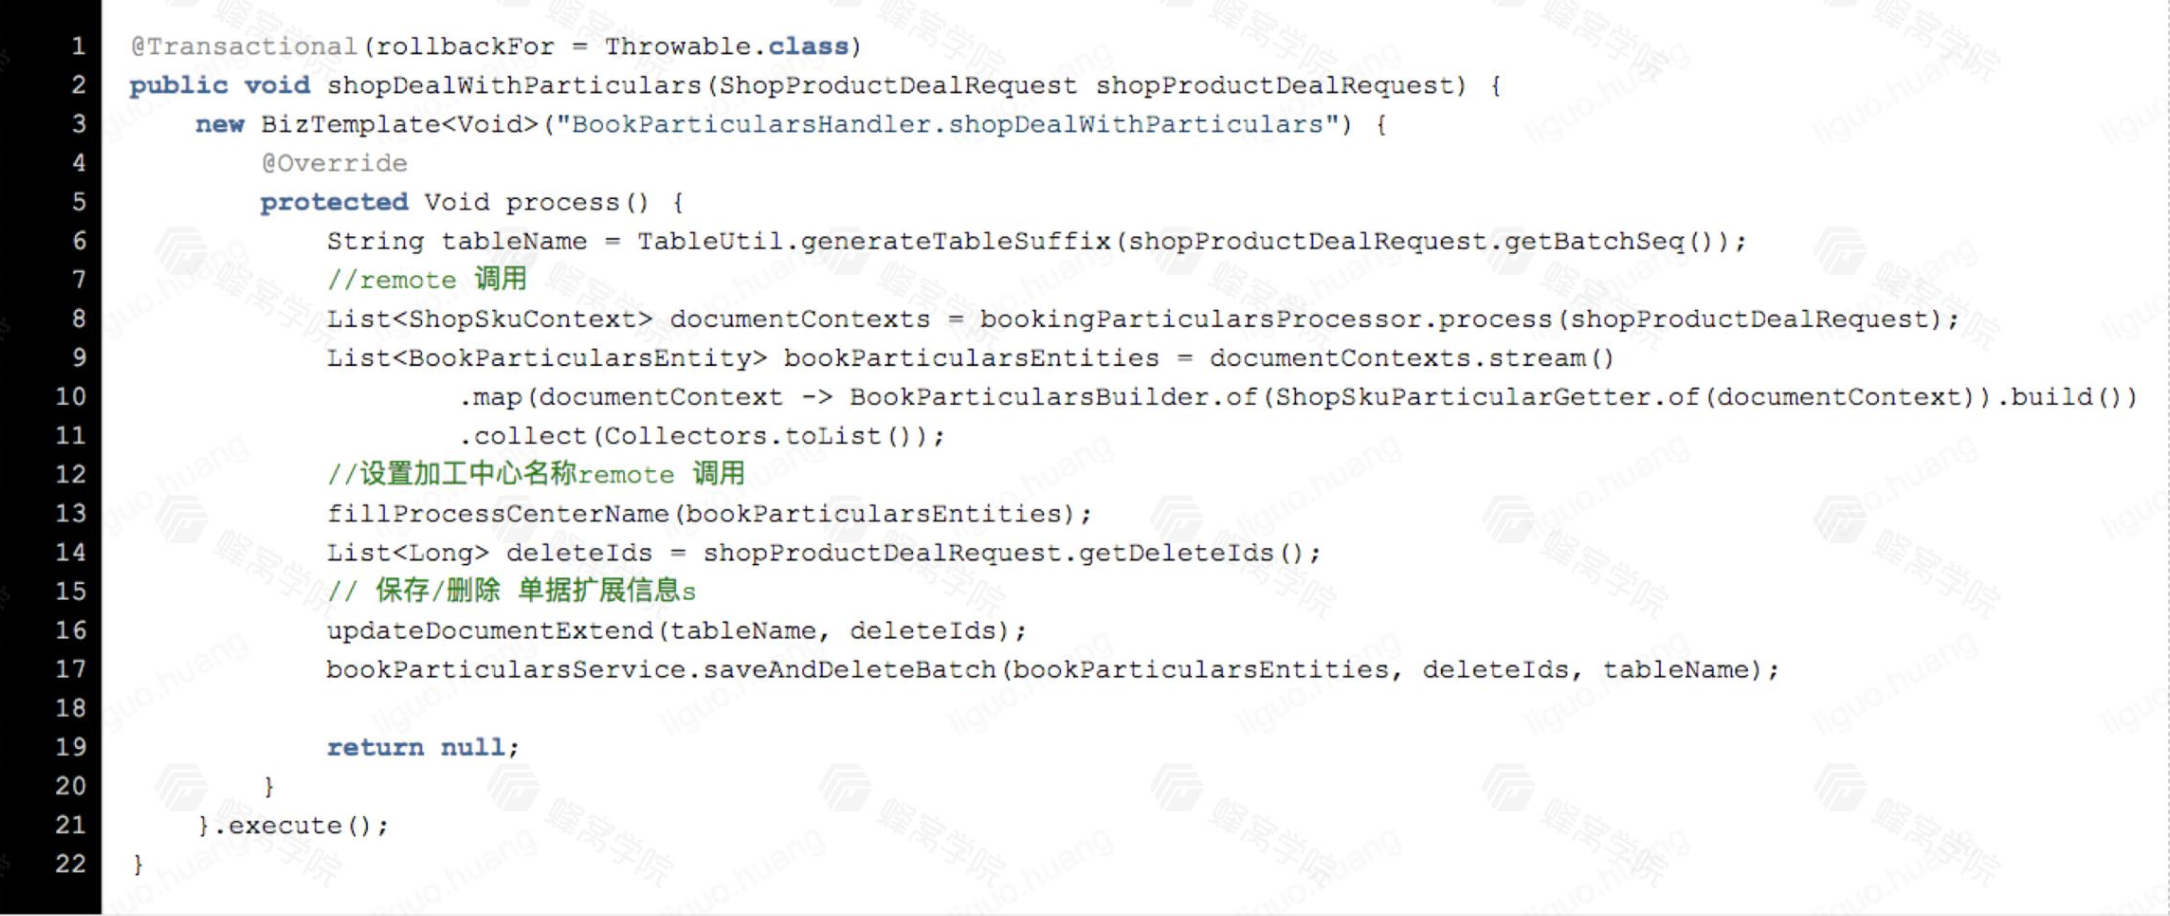 1 @Transactional(rollbackFor = Throwable.class)
2 public void shopDealWithParticulars(ShopProductDealRequest shopProductDealRequest) {
3 new BizTemplate<Void>("BookParticularsHandler.shopDealWithParticulars") {
4 @Override
5 protected Void process() {
6 String tableName = TableUtil.generateTableSuffix(shopProductDealRequest.getBatchSeq());
7 //remote 调用
8 List<ShopSkuContext> documentContexts = bookingParticularsProcessor.process(shopProductDealRequest);
9 List<BookParticularsEntity> bookParticularsEntities = documentContexts.stream()
10 .map(documentContext -> BookParticularsBuilder.of(ShopSkuParticularGetter.of(documentContext)).build())
11 .collect(Collectors.toList());
12 //设置加工中心名称remote 调用
13 fillProcessCenterName(bookParticularsEntities);
14 List<Long> deleteIds = shopProductDealRequest.getDeleteIds();
15 // 保存/删除 单据扩展信息s
16 updateDocumentExtend(tableName, deleteIds);
17 bookParticularsService.saveAndDeleteBatch(bookParticularsEntities, deleteIds, tableName);
18
19 return null;
20 }
21 }.execute();
22 }
蜂窝学院
liguo.huang